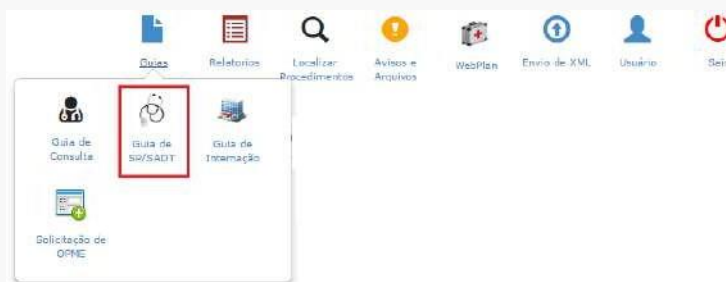 Guias
Relatorios
Localizar
Procedimentos
Avisos e
Arquivos
WebPlan
Envio de XML
Usuário
Guia de
Consulta
Guia de
SP/SADT
Guia de
Internação
Solicitação de
OPME